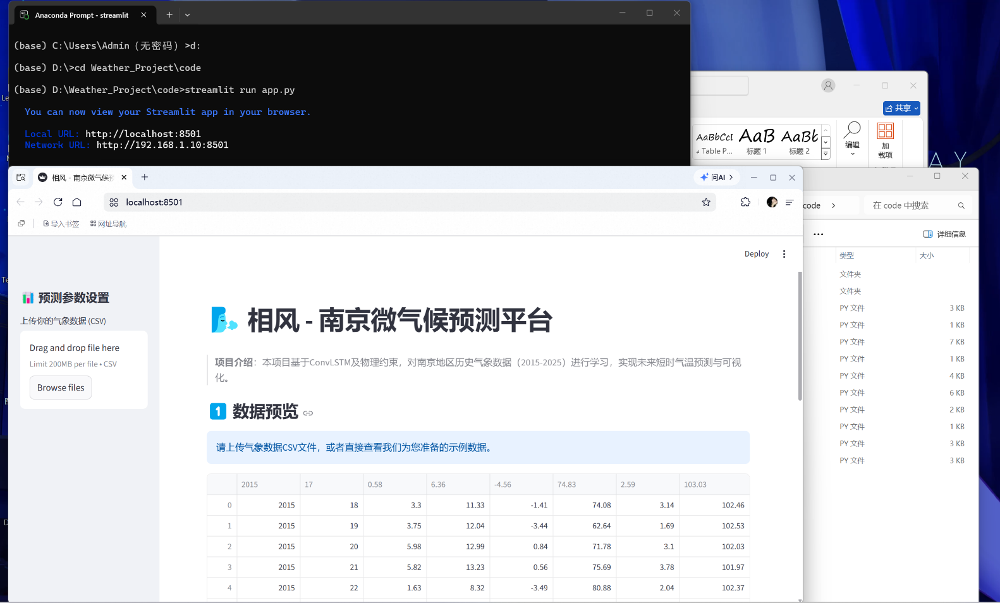 Anaconda Prompt - streamlit
(base) C:\Users\Admin（无密码）>d:
(base) D:\>cd Weather_Project\code
(base) D:\Weather_Project\code>streamlit run app.py
You can now view your Streamlit app in your browser.
Local URL: http://localhost:8501
Network URL: http://192.168.1.10:8501
共享
AaBbCcI AaB AaBb
Table P... 标题 1 标题 2
编辑
加
载项
A Y
相风 - 南京微气候预
问AI
localhost:8501
导入书签 网址导航
code
在 code 中搜索
详细信息
类型 大小
文件夹
文件夹
PY 文件 3 KB
PY 文件 1 KB
PY 文件 7 KB
PY 文件 1 KB
PY 文件 4 KB
PY 文件 6 KB
PY 文件 2 KB
PY 文件 1 KB
PY 文件 3 KB
PY 文件 3 KB
Deploy
预测参数设置
上传你的气象数据 (CSV)
Drag and drop file here
Limit 200MB per file • CSV
Browse files
相风 - 南京微气候预测平台
项目介绍：本项目基于ConvLSTM及物理约束，对南京地区历史气象数据（2015-2025）进行学习，实现未来短时气温预测与可视
化。
1 数据预览
请上传气象数据CSV文件，或者直接查看我们为您准备的示例数据。
2015 17 0.58 6.36 -4.56 74.83 2.59 103.03
0 2015 18 3.3 11.33 -1.41 74.08 3.14 102.46
1 2015 19 3.75 12.04 -3.44 62.64 1.69 102.53
2 2015 20 5.98 12.99 0.84 71.78 3.1 102.03
3 2015 21 5.82 13.23 0.56 75.69 3.78 101.97
4 2015 22 1.63 8.32 -3.49 80.88 2.04 102.37